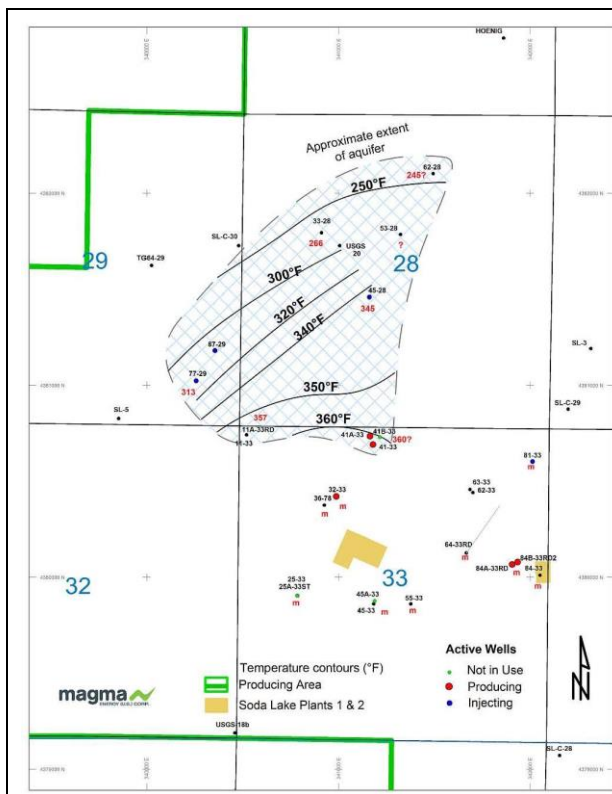 HOENIG
Approximate extent
of aquifer
62-28
245?
250°F
33-28
53-28
SL-C-30
266
USGS
20
?
29
TG64-29
28
300°F
45-28
320°F
345
340°F
87-29
SL-3
77-29
313
350°F
SL-C-29
357
SL-5
360°F
11A-33RD
11-33
41A-33
41B-33
360?
41-33
81-33
m
63-33
62-33
32-33
36-78
m
m
64-33RD
m
84B-33RD2
84A-33RD
84-33
m
m
32
33
25-33
25A-33ST
m
45A-33
45-33
m
55-33
m
Temperature contours (°F)
Producing Area
Soda Lake Plants 1 & 2
Active Wells
Not in Use
Producing
Injecting
N
magma
ENERGY (U.S.) CORP.
USGS-18b
SL-C-28